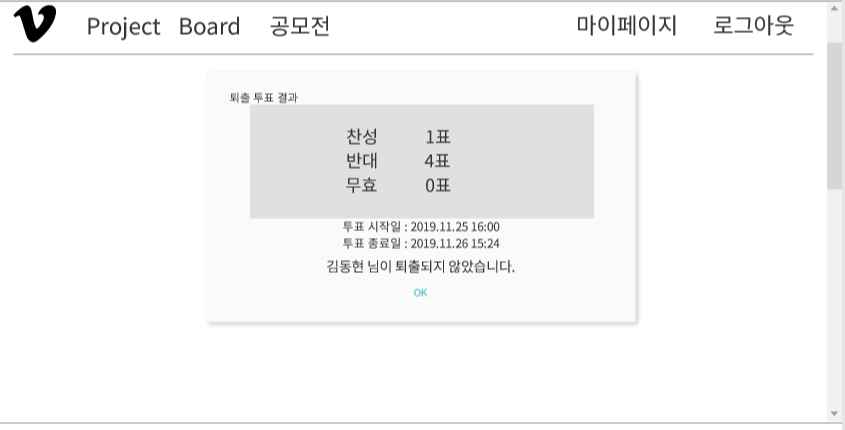 Project Board 공모전 마이페이지 로그아웃
퇴출 투표 결과
찬성 1표
반대 4표
무효 0표
투표 시작일 : 2019.11.25 16:00
투표 종료일 : 2019.11.26 15:24
김동현 님이 퇴출되지 않았습니다.
OK